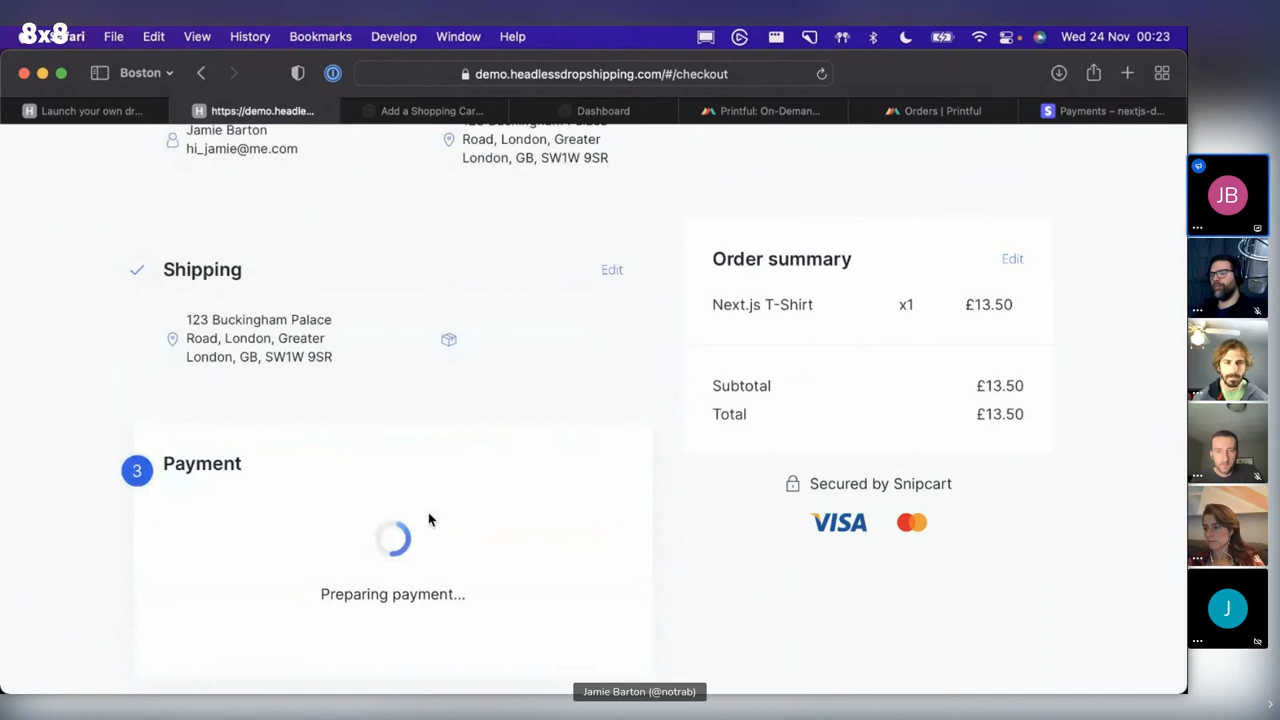 8x8
Safari File Edit View History Bookmarks Develop Window Help Wed 24 Nov 00:23
Boston demo.headlessdropshipping.com/#/checkout
Launch your own dr... https://demo.headle... Add a Shopping Car... Dashboard Printful: On-Deman... Orders | Printful Payments – nextjs-d...
Jamie Barton
hi_jamie@me.com
123 Buckingham Palace
Road, London, Greater
London, GB, SW1W 9SR
Shipping Edit
123 Buckingham Palace
Road, London, Greater
London, GB, SW1W 9SR
3 Payment
Preparing payment...
Order summary Edit
Next.js T-Shirt x1 £13.50
Subtotal £13.50
Total £13.50
Secured by Snipcart
VISA
JB
J
Jamie Barton (@notrab)